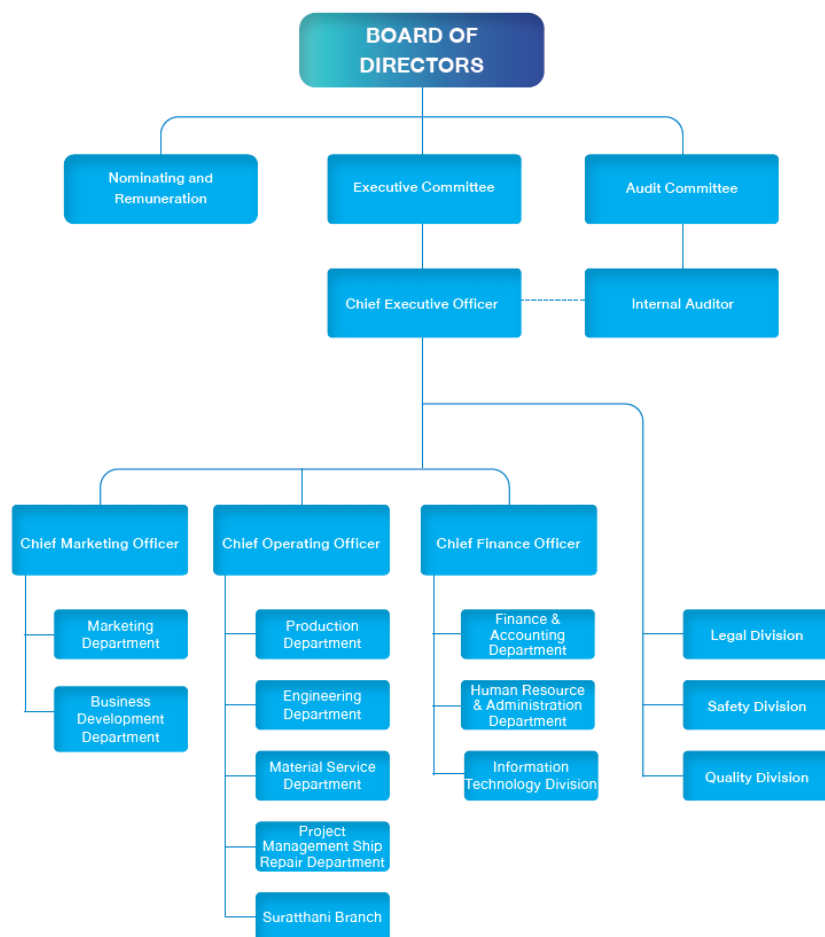 BOARD OF
DIRECTORS
Nominating and
Remuneration
Executive Committee
Audit Committee
Chief Executive Officer
Internal Auditor
Chief Marketing Officer
Chief Operating Officer
Chief Finance Officer
Marketing
Department
Business
Development
Department
Production
Department
Engineering
Department
Material Service
Department
Project
Management Ship
Repair Department
Suratthani Branch
Finance &
Accounting
Department
Human Resource
& Administration
Department
Information
Technology Division
Legal Division
Safety Division
Quality Division